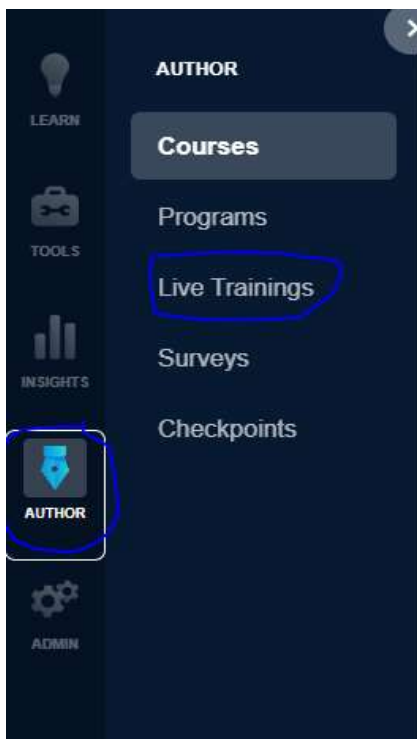 LEARN
TOOLS
INSIGHTS
AUTHOR
ADMIN
AUTHOR
Courses
Programs
Live Trainings
Surveys
Checkpoints